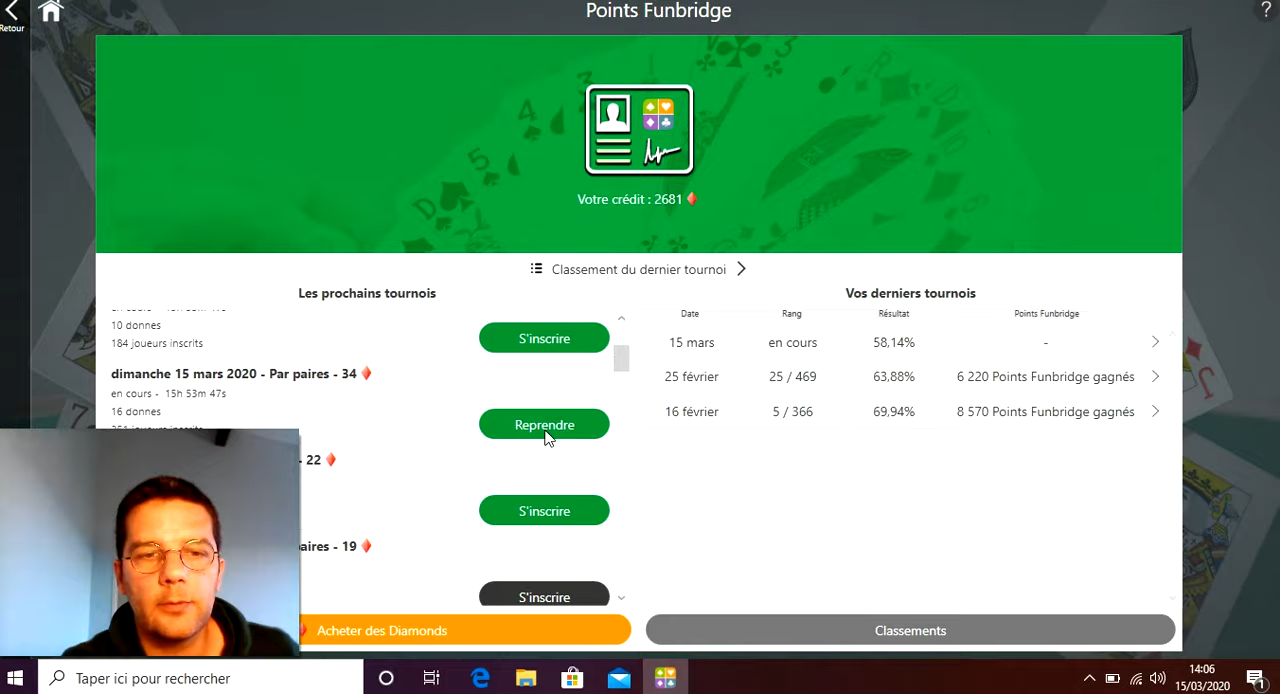 Points Funbridge
?
Retour
Votre crédit : 2681
Classement du dernier tournoi
Les prochains tournois
10 donnes
184 joueurs inscrits
S'inscrire
dimanche 15 mars 2020 - Par paires - 34
en cours - 15h 53m 47s
16 donnes
Reprendre
- 22
S'inscrire
paires - 19
S'inscrire
Acheter des Diamonds
Vos derniers tournois
Date Rang Résultat Points Funbridge
15 mars en cours 58,14% -
25 février 25 / 469 63,88% 6 220 Points Funbridge gagnés
16 février 5 / 366 69,94% 8 570 Points Funbridge gagnés
Classements
Taper ici pour rechercher
14:06
15/03/2020
1